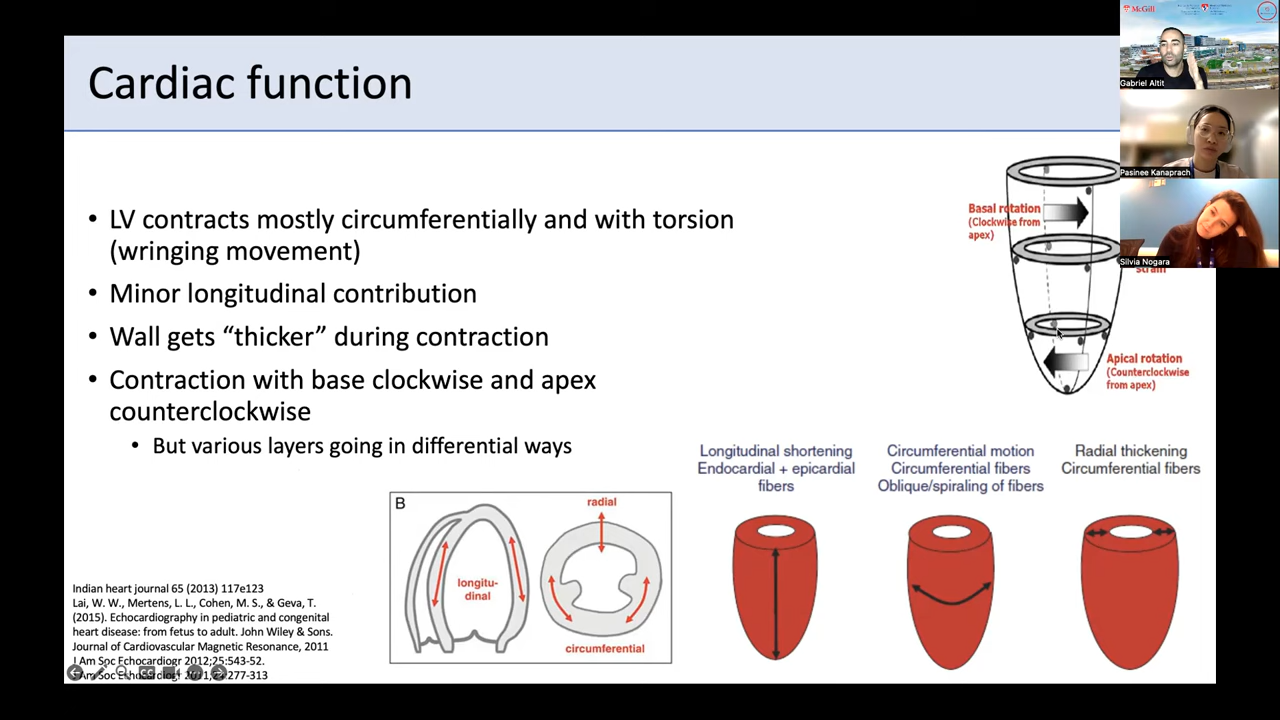 Cardiac function
• LV contracts mostly circumferentially and with torsion
(wringing movement)
• Minor longitudinal contribution
• Wall gets “thicker” during contraction
• Contraction with base clockwise and apex
counterclockwise
• But various layers going in differential ways
Basal rotation
(Clockwise from
apex)
strain
Apical rotation
(Counterclockwise
from apex)
Longitudinal shortening
Endocardial + epicardial
fibers
Circumferential motion
Circumferential fibers
Oblique/spiraling of fibers
Radial thickening
Circumferential fibers
B
radial
longitu-
dinal
circumferential
Indian heart journal 65 (2013) 117e123
Lai, W. W., Mertens, L. L., Cohen, M. S., & Geva, T.
(2015). Echocardiography in pediatric and congenital
heart disease: from fetus to adult. John Wiley & Sons.
Journal of Cardiovascular Magnetic Resonance, 2011
J Am Soc Echocardiogr 2012;25:543-52.
J Am Soc Echocardiogr 2011;24:277-313
McGill
Gabriel Altit
Pasinee Kanaprach
Silvia Nogara